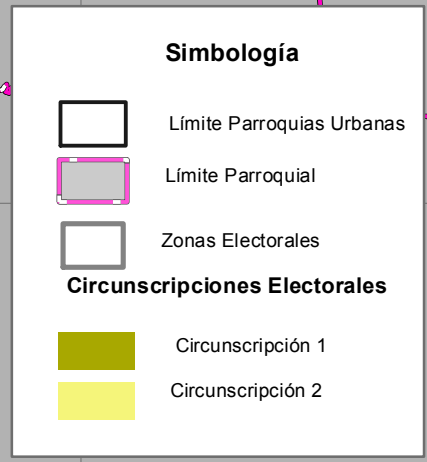 Simbología
Límite Parroquias Urbanas
Límite Parroquial
Zonas Electorales
Circunscripciones Electorales
Circunscripción 1
Circunscripción 2